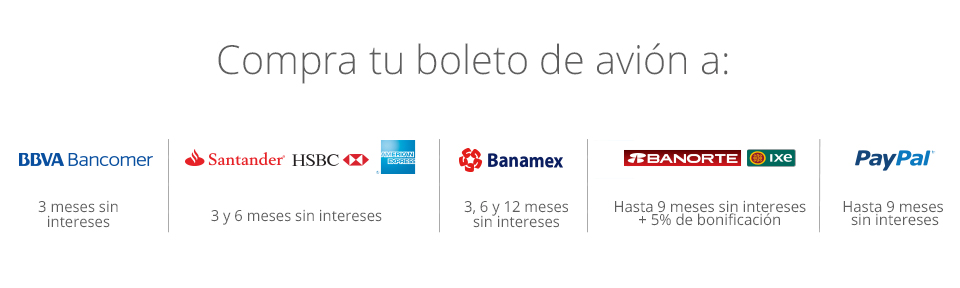 Compra tu boleto de avión a:
BBVA Bancomer
3 meses sin
intereses
Santander HSBC AMERICAN EXPRESS
3 y 6 meses sin intereses
Banamex
3, 6 y 12 meses
sin intereses
BANORTE ixe
Hasta 9 meses sin intereses
+ 5% de bonificación
PayPal
Hasta 9 meses
sin intereses